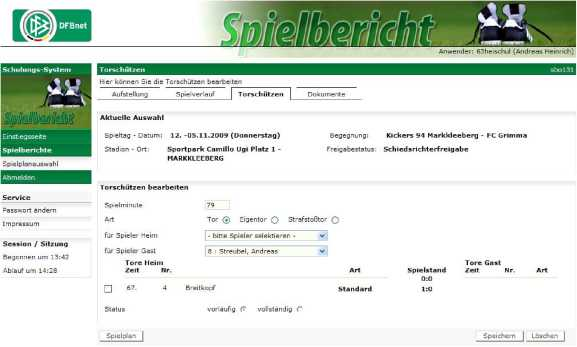 DFBnet
Spielbericht
Anwender: 63heischul (Andreas Heinrich)
Schulungs-System
Spielbericht
Einstiegsseite
Spielberichte
Spielplanauswahl
Abmelden
Service
Passwort ändern
Impressum
Session / Sitzung
Begonnen um 13:42
Ablauf um 14:28
Torschützen
sbo131
Hier können Sie die Torschützen bearbeiten
Aufstellung Spielverlauf Torschützen Dokumente
Aktuelle Auswahl
Spieltag - Datum: 12. -05.11.2009 (Donnerstag) Begegnung: Kickers 94 Markkleeberg - FC Grimma
Stadion - Ort: Sportpark Camillo Ugi Platz 1 - Freigabestatus: Schiedsrichterfreigabe
MARKKLEEBERG
Torschützen bearbeiten
Spielminute 79
Art Tor Eigentor Strafstoßtor
für Spieler Heim - bitte Spieler selektieren -
für Spieler Gast 8 : Streubel, Andreas
Tore Heim Tore Gast
Zeit Nr. Art Spielstand Zeit Nr. Art
0:0
67. 4 Breitkopf Standard 1:0
Status vorläufig vollständig
Spielplan Speichern Löschen